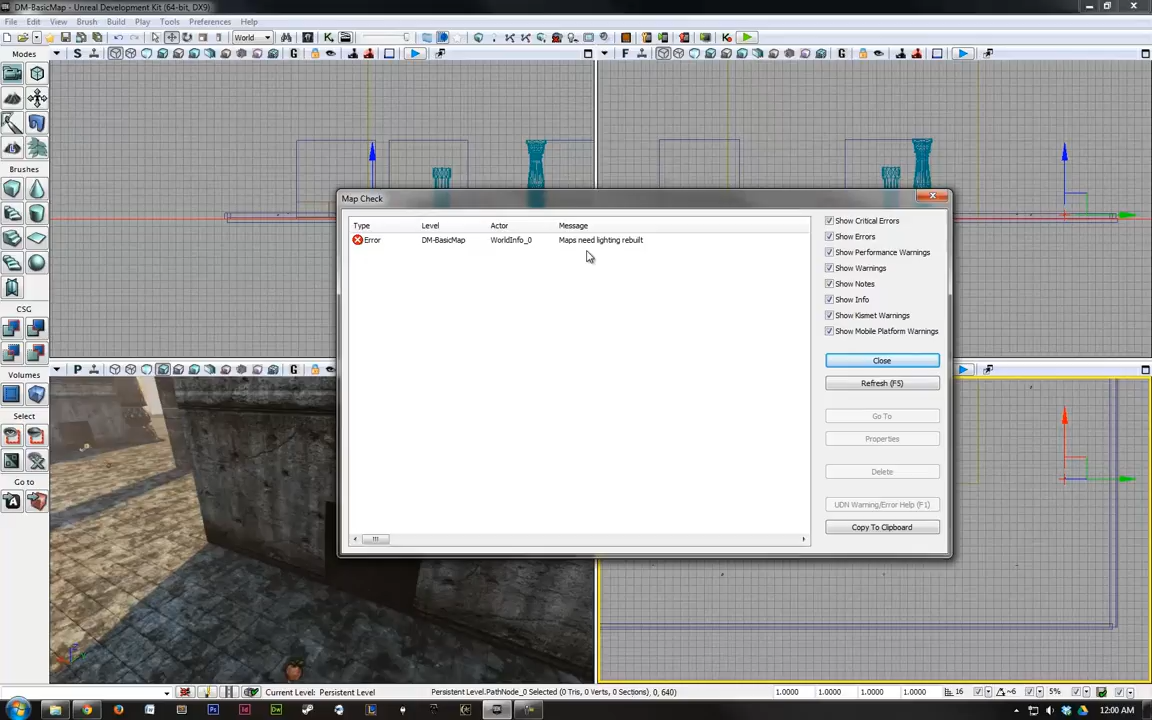 DM-BasicMap - Unreal Development Kit (64-bit, DX9)
File Edit View Brush Build Play Tools Preferences Help
World
Modes
S G
F G
Brushes
CSG
Volumes
Select
Go to
P G
Map Check
Type Level Actor Message
Error DM-BasicMap WorldInfo_0 Maps need lighting rebuilt
Show Critical Errors
Show Errors
Show Performance Warnings
Show Warnings
Show Notes
Show Info
Show Kismet Warnings
Show Mobile Platform Warnings
Close
Refresh (F5)
Go To
Properties
Delete
UDN Warning/Error Help (F1)
Copy To Clipboard
Current Level: Persistent Level Persistent Level.PathNode_0 Selected (0 Tris, 0 Verts, 0 Sections), 0, 640) 1.0000 1.0000 1.0000 1.0000 16 ~6 5%
12:00 AM